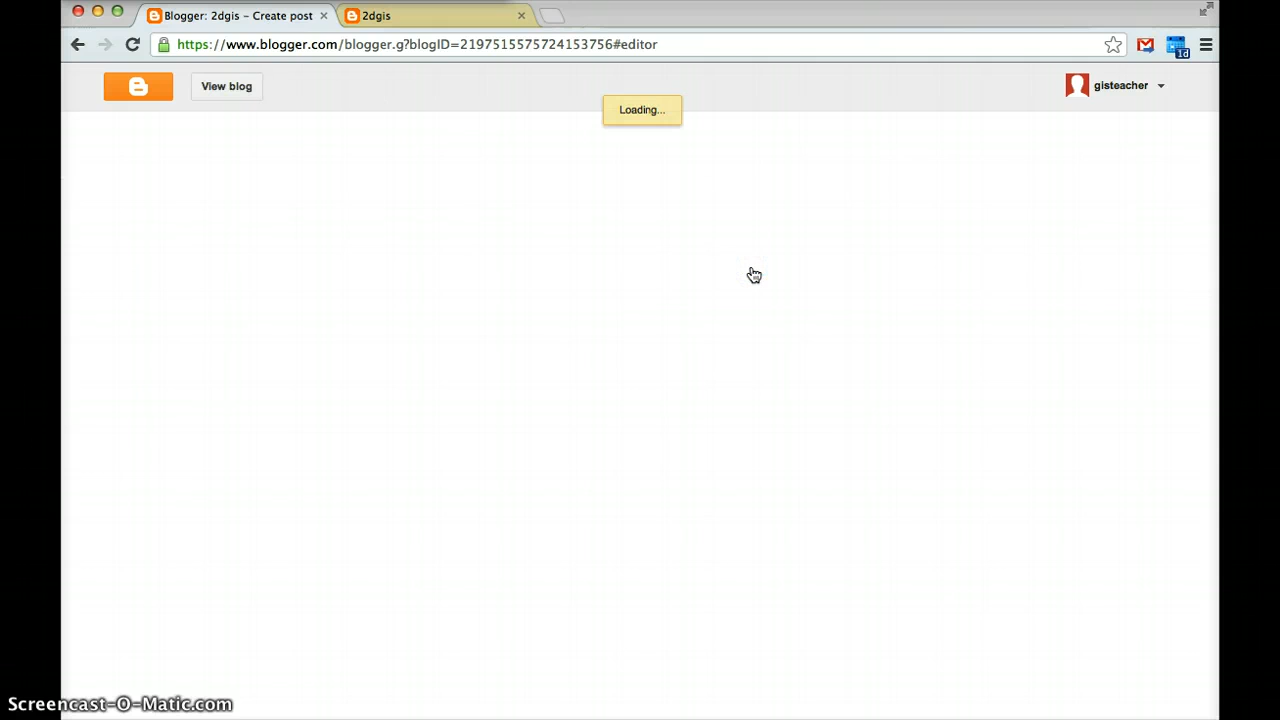 Blogger: 2dgis - Create post
2dgis
https://www.blogger.com/blogger.g?blogID=2197515575724153756#editor
1d
View blog
Loading...
gisteacher
Screencast-O-Matic.com